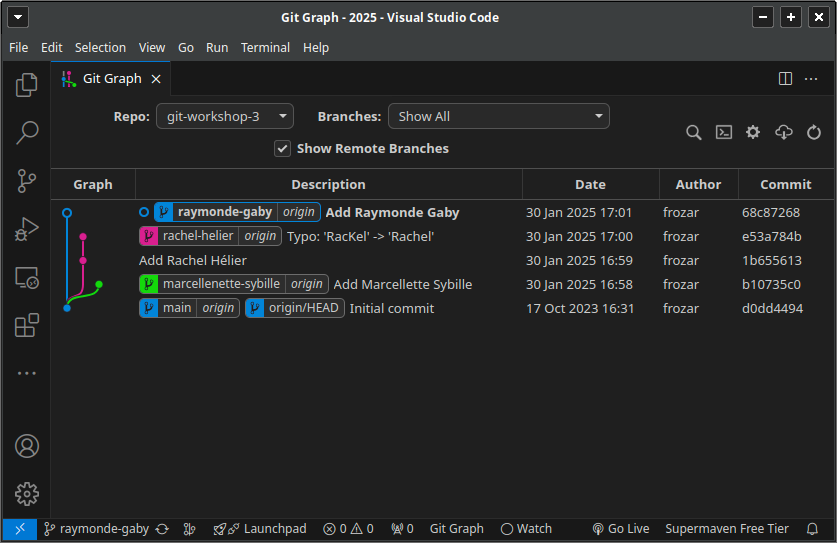 Git Graph - 2025 - Visual Studio Code
File Edit Selection View Go Run Terminal Help
Git Graph
Repo: git-workshop-3 Branches: Show All
Show Remote Branches
Graph Description Date Author Commit
raymonde-gaby origin Add Raymonde Gaby 30 Jan 2025 17:01 frozar 68c87268
rachel-helier origin Typo: 'RacKel' -> 'Rachel' 30 Jan 2025 17:00 frozar e53a784b
Add Rachel Hélier 30 Jan 2025 16:59 frozar 1b655613
marcellenette-sybille origin Add Marcellette Sybille 30 Jan 2025 16:58 frozar b10735c0
main origin origin/HEAD Initial commit 17 Oct 2023 16:31 frozar d0dd4494
raymonde-gaby Launchpad 0 0 0 Git Graph Watch Go Live Supermaven Free Tier